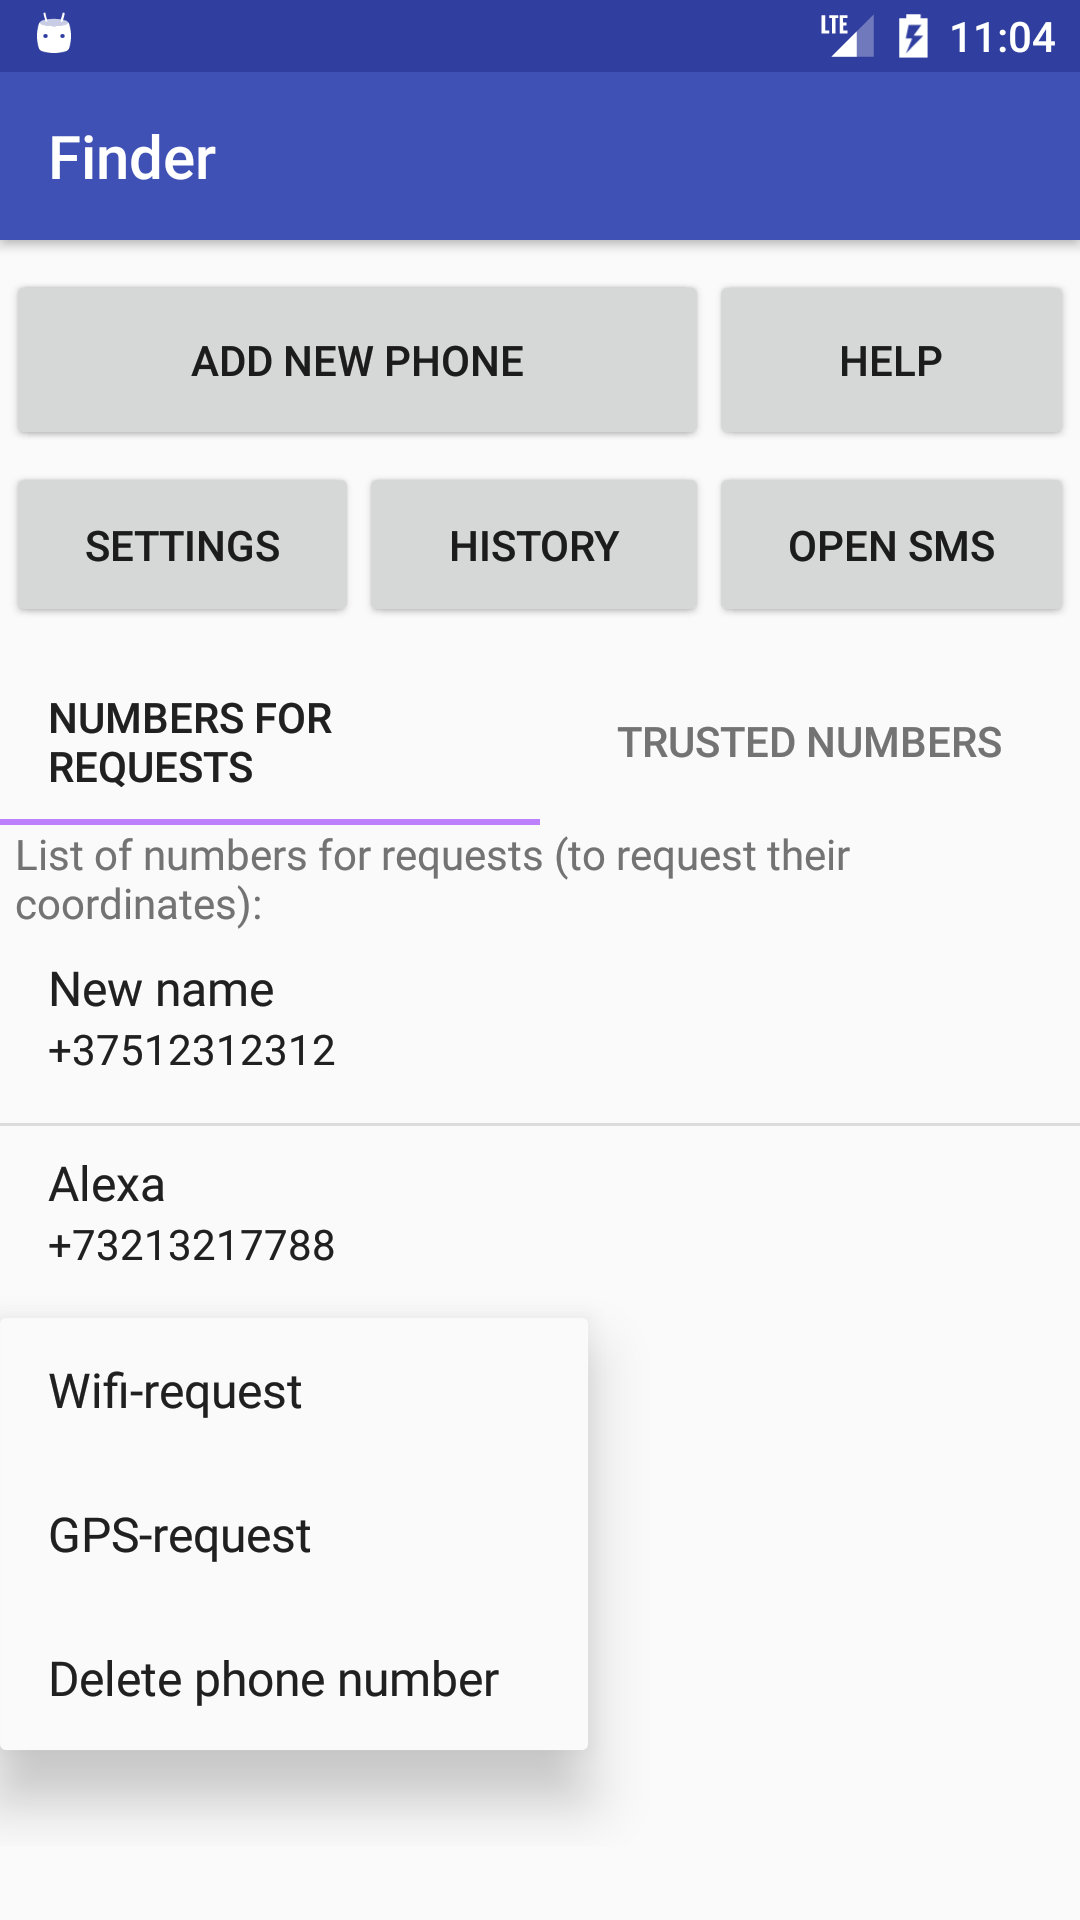 LTE 11:04
Finder
ADD NEW PHONE HELP
SETTINGS HISTORY OPEN SMS
NUMBERS FOR
REQUESTS
TRUSTED NUMBERS
List of numbers for requests (to request their
coordinates):
New name
+37512312312
Alexa
+73213217788
Wifi-request
GPS-request
Delete phone number